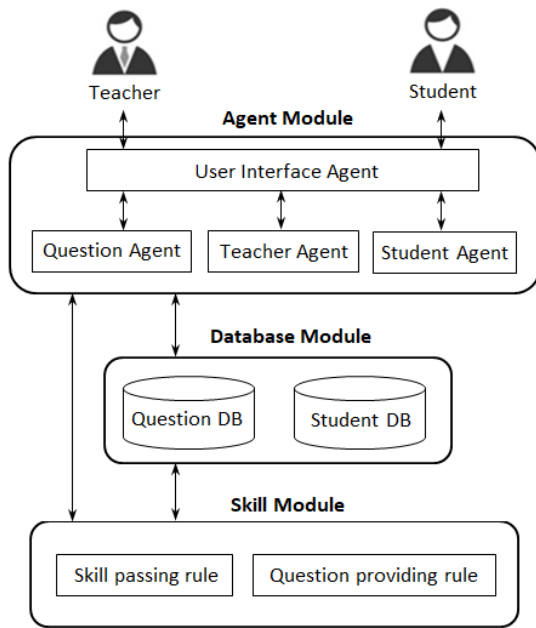 Teacher
Student
Agent Module
User Interface Agent
Question Agent
Teacher Agent
Student Agent
Database Module
Question DB
Student DB
Skill Module
Skill passing rule
Question providing rule